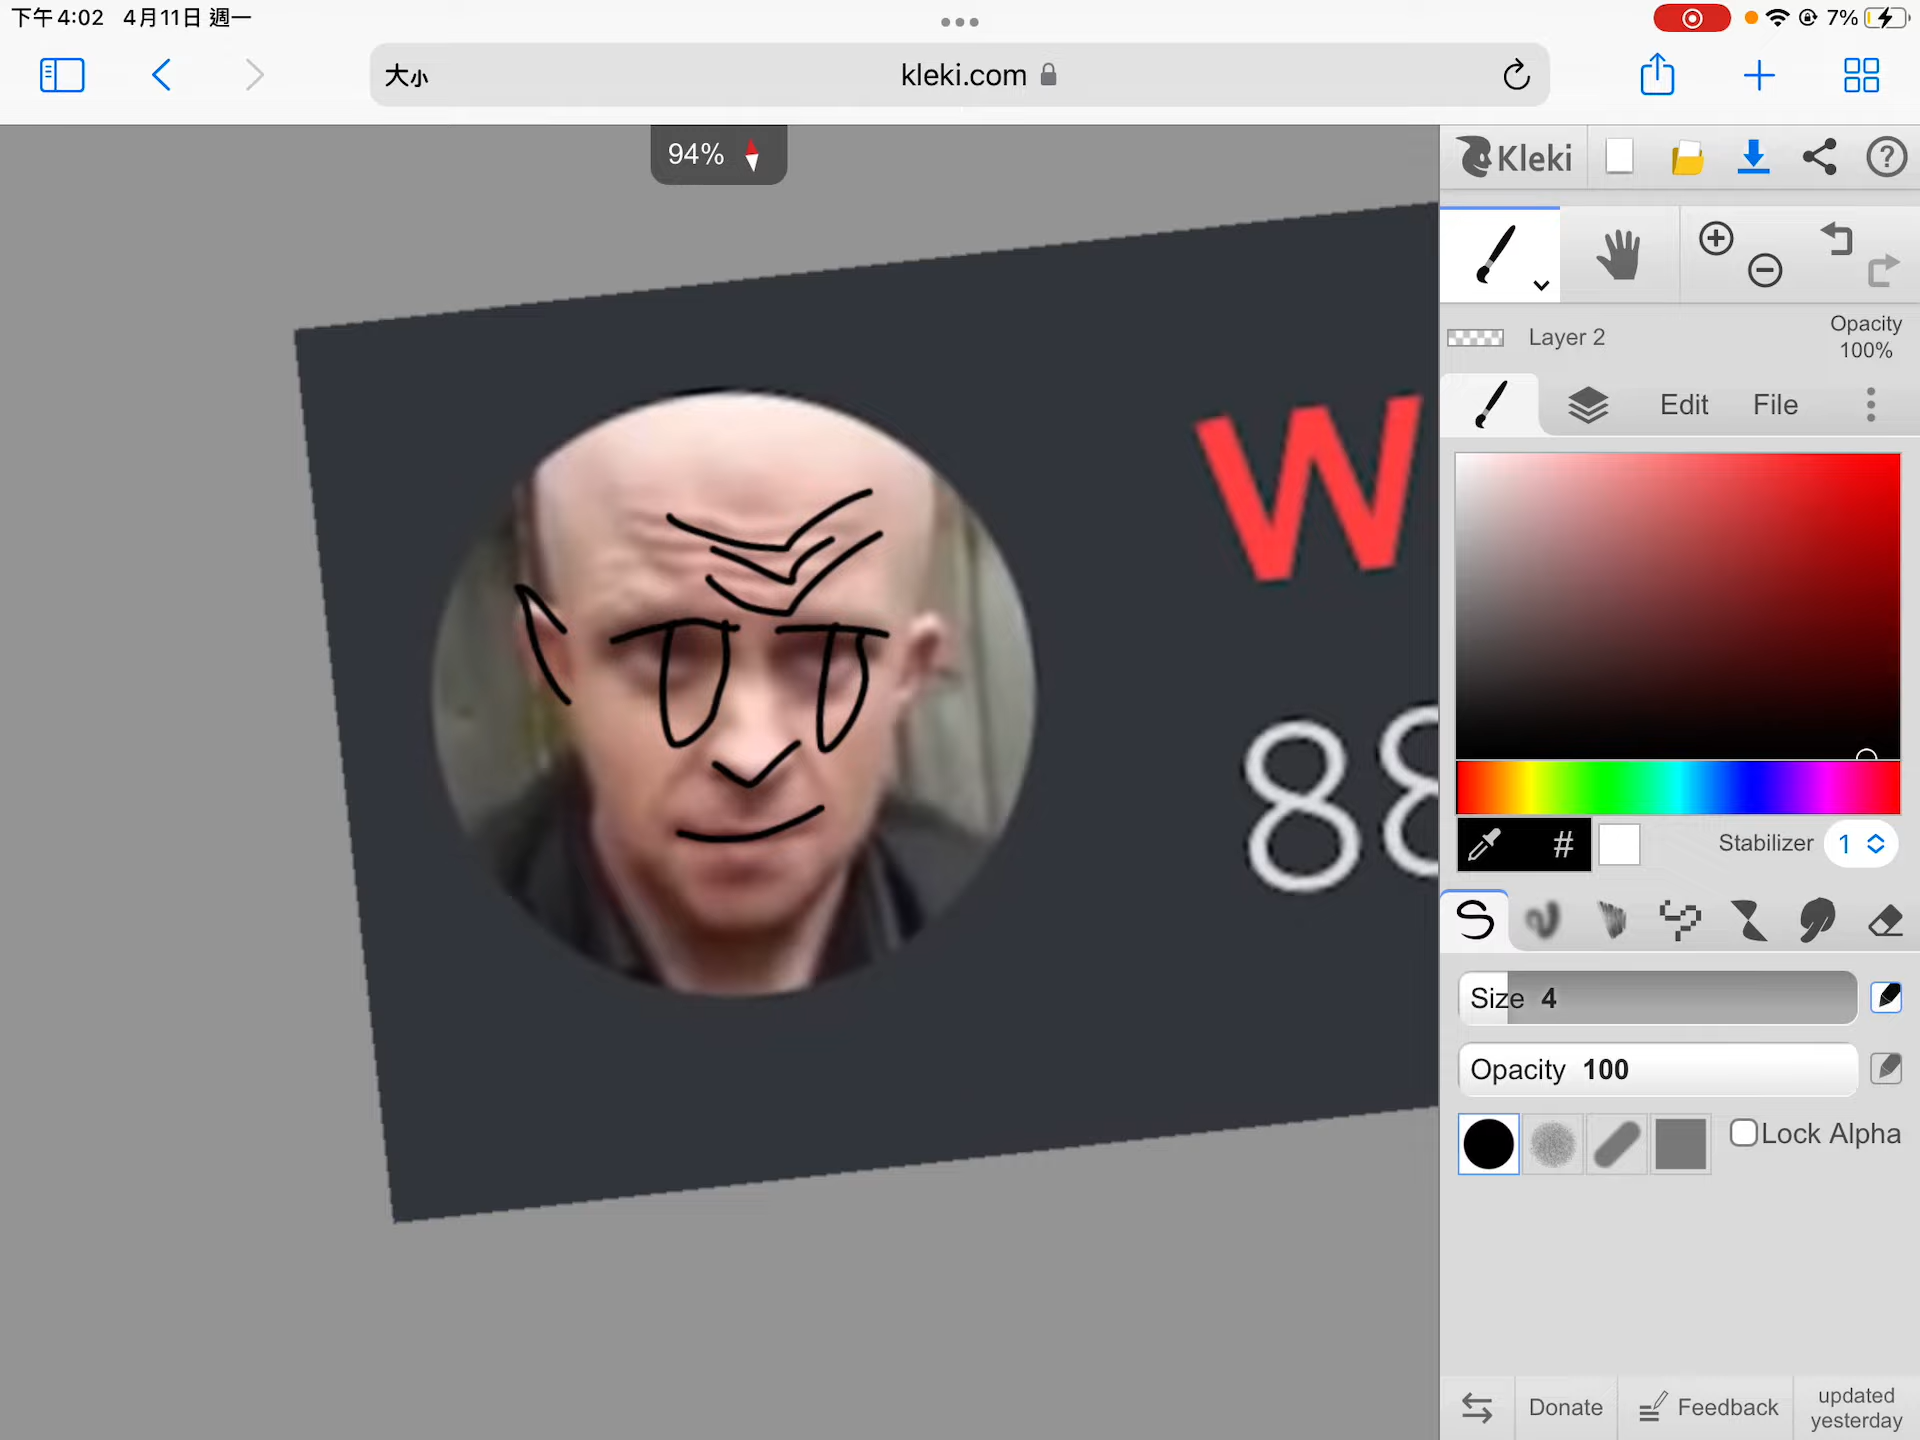 下午4:02 4月11日 週一
7%
大小
kleki.com
94%
Kleki
?
Layer 2
Opacity
100%
Edit File
W
88
#
Stabilizer 1
Size 4
Opacity 100
Lock Alpha
Donate
Feedback
updated
yesterday